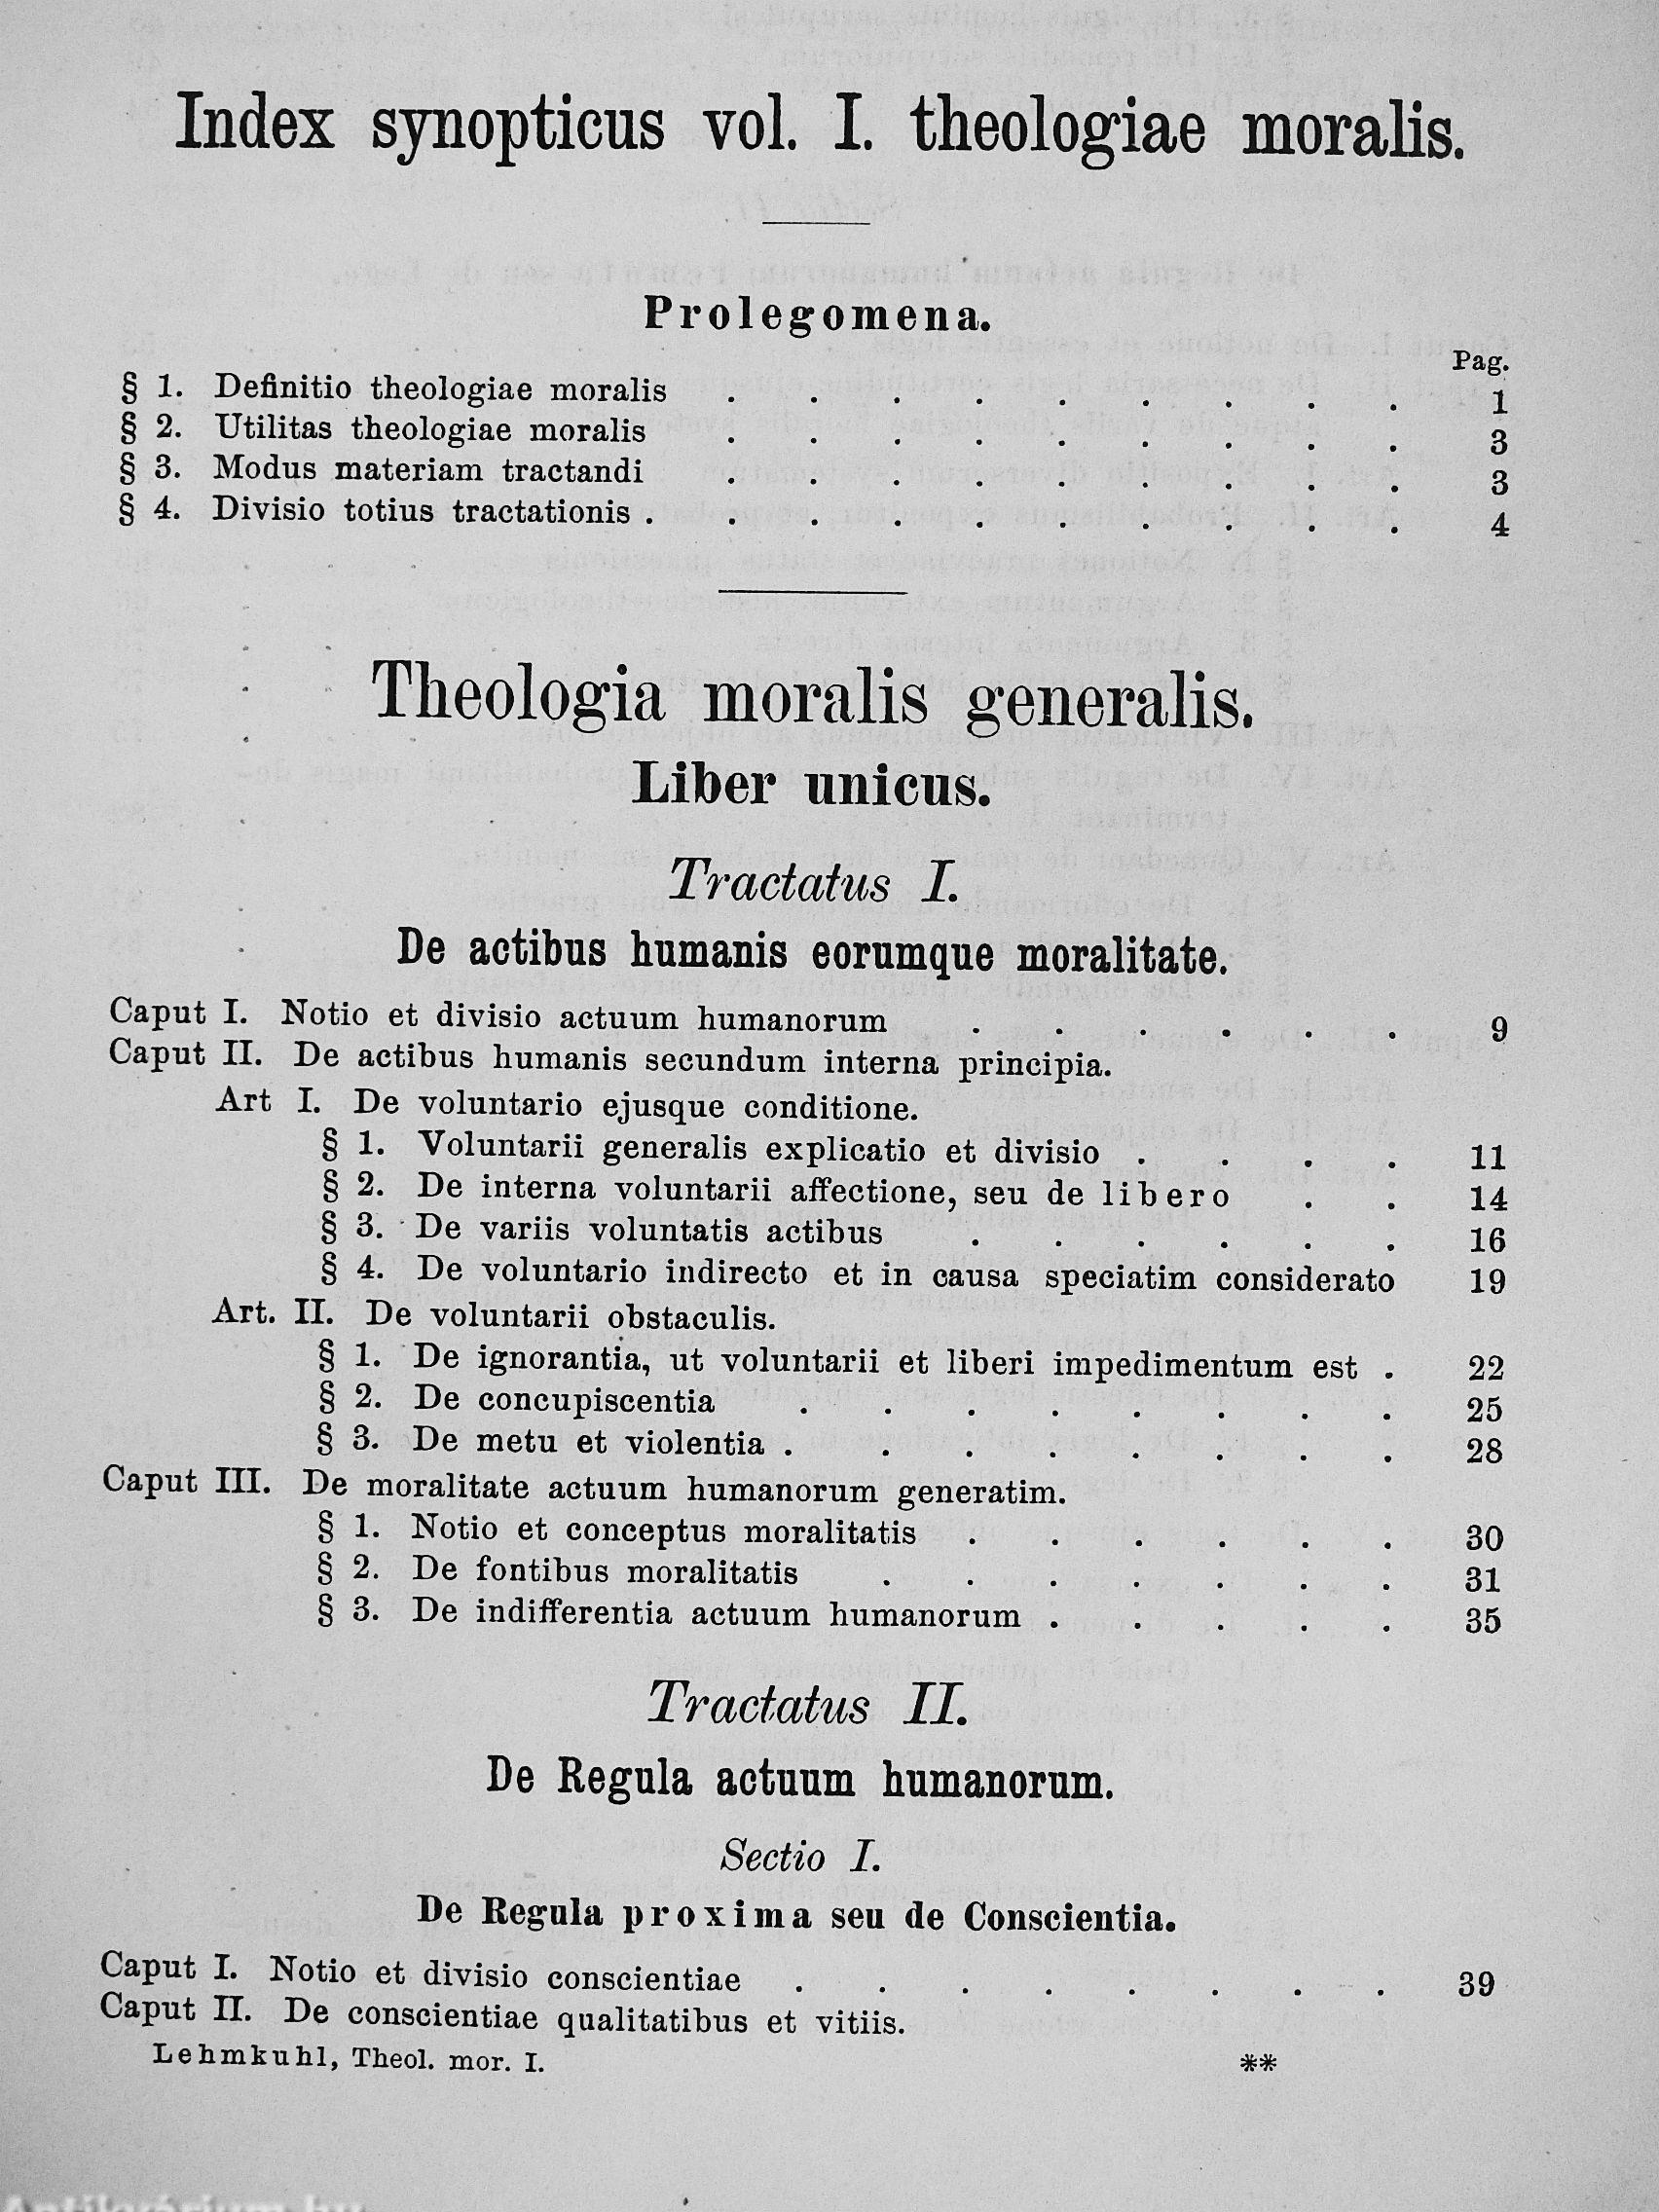 Index synopticus vol. I. theologiae moralis.
Prolegomena.
Pag.
§ 1. Definitio theologiae moralis . . . . . . . . . 1
§ 2. Utilitas theologiae moralis . . . . . . . . . 3
§ 3. Modus materiam tractandi . . . . . . . . . 3
§ 4. Divisio totius tractationis . . . . . . . . . . 4
Theologia moralis generalis.
Liber unicus.
Tractatus I.
De actibus humanis eorumque moralitate.
Caput I. Notio et divisio actuum humanorum . . . . . . 9
Caput II. De actibus humanis secundum interna principia.
Art I. De voluntario ejusque conditione.
§ 1. Voluntarii generalis explicatio et divisio . . . . 11
§ 2. De interna voluntarii affectione, seu de libero . . 14
§ 3. De variis voluntatis actibus . . . . . . 16
§ 4. De voluntario indirecto et in causa speciatim considerato 19
Art. II. De voluntarii obstaculis.
§ 1. De ignorantia, ut voluntarii et liberi impedimentum est . 22
§ 2. De concupiscentia . . . . . . . . 25
§ 3. De metu et violentia . . . . . . . . 28
Caput III. De moralitate actuum humanorum generatim.
§ 1. Notio et conceptus moralitatis . . . . . . 30
§ 2. De fontibus moralitatis . . . . . . . 31
§ 3. De indifferentia actuum humanorum . . . . . 35
Tractatus II.
De Regula actuum humanorum.
Sectio I.
De Regula proxima seu de Conscientia.
Caput I. Notio et divisio conscientiae . . . . . . . . 39
Caput II. De conscientiae qualitatibus et vitiis.
Lehmkuhl, Theol. mor. I. **
Antikvárium.hu